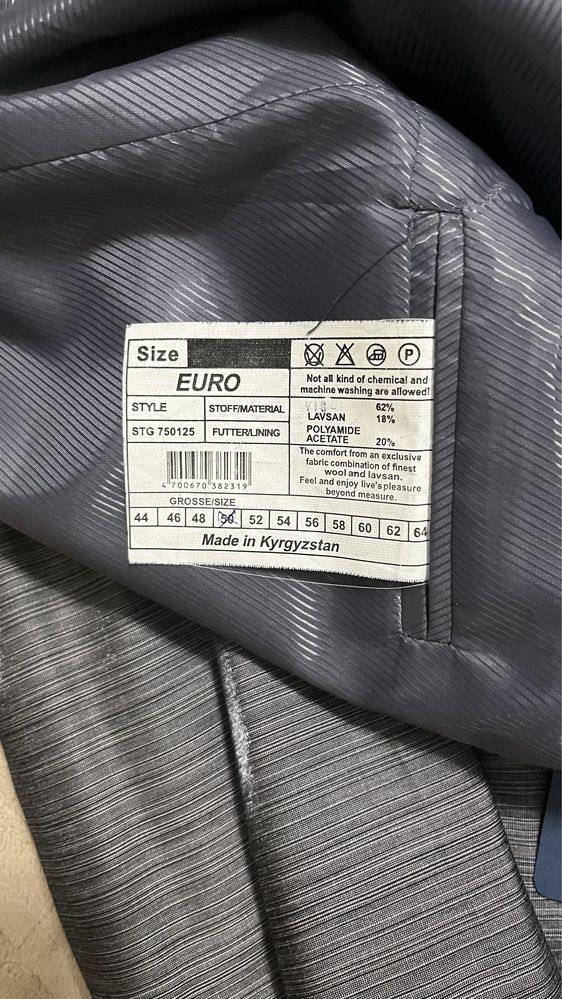 Size
EURO
STYLE STOFF/MATERIAL
STG 750125 FUTTER/LINING
4 700670 382319
P
Not all kind of chemical and
machine washing are allowed!
VIS 62%
LAVSAN 18%
POLYAMIDE
ACETATE 20%
The comfort from an exclusive
fabric combination of finest
wool and lavsan.
Feel and enjoy live's pleasure
beyond measure.
GROSSE/SIZE
44 46 48 50 52 54 56 58 60 62 64
Made in Kyrgyzstan